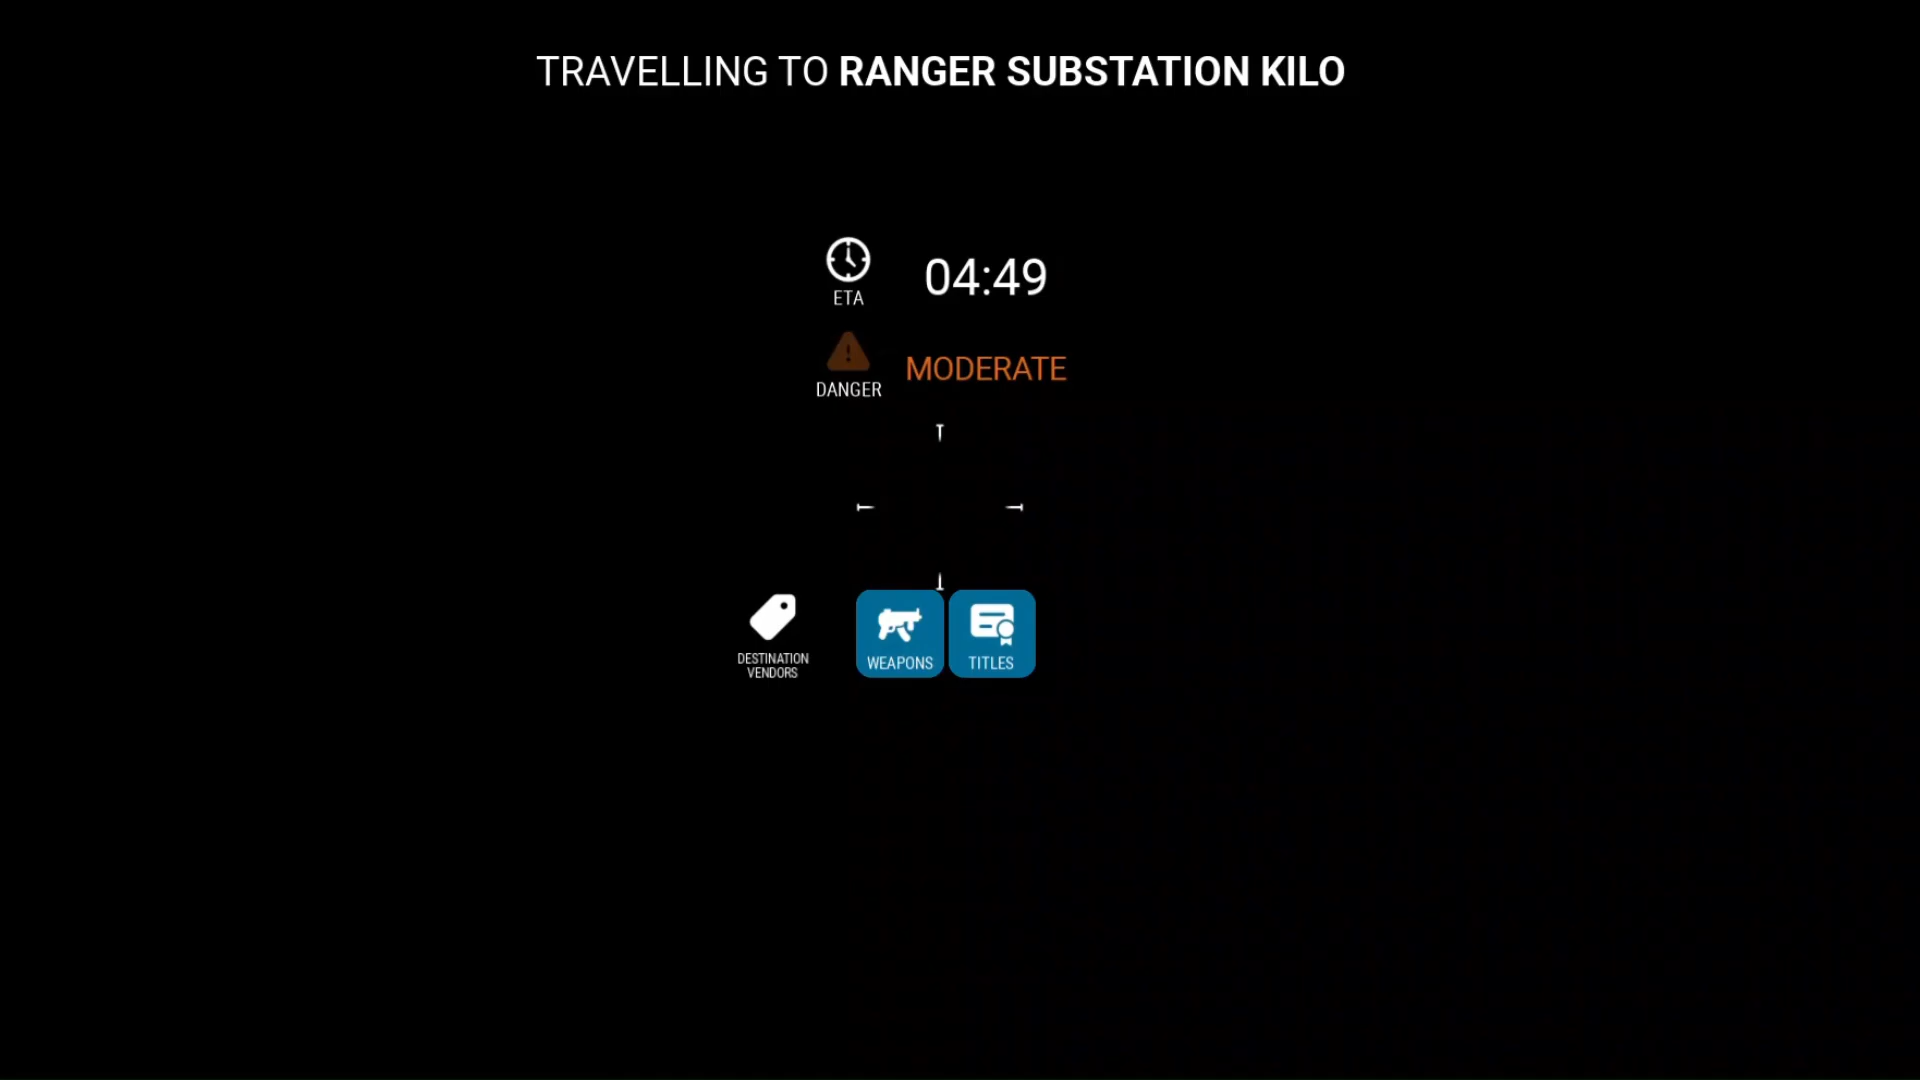 TRAVELLING TO RANGER SUBSTATION KILO
ETA
04:49
DANGER
MODERATE
DESTINATION
VENDORS
WEAPONS
TITLES